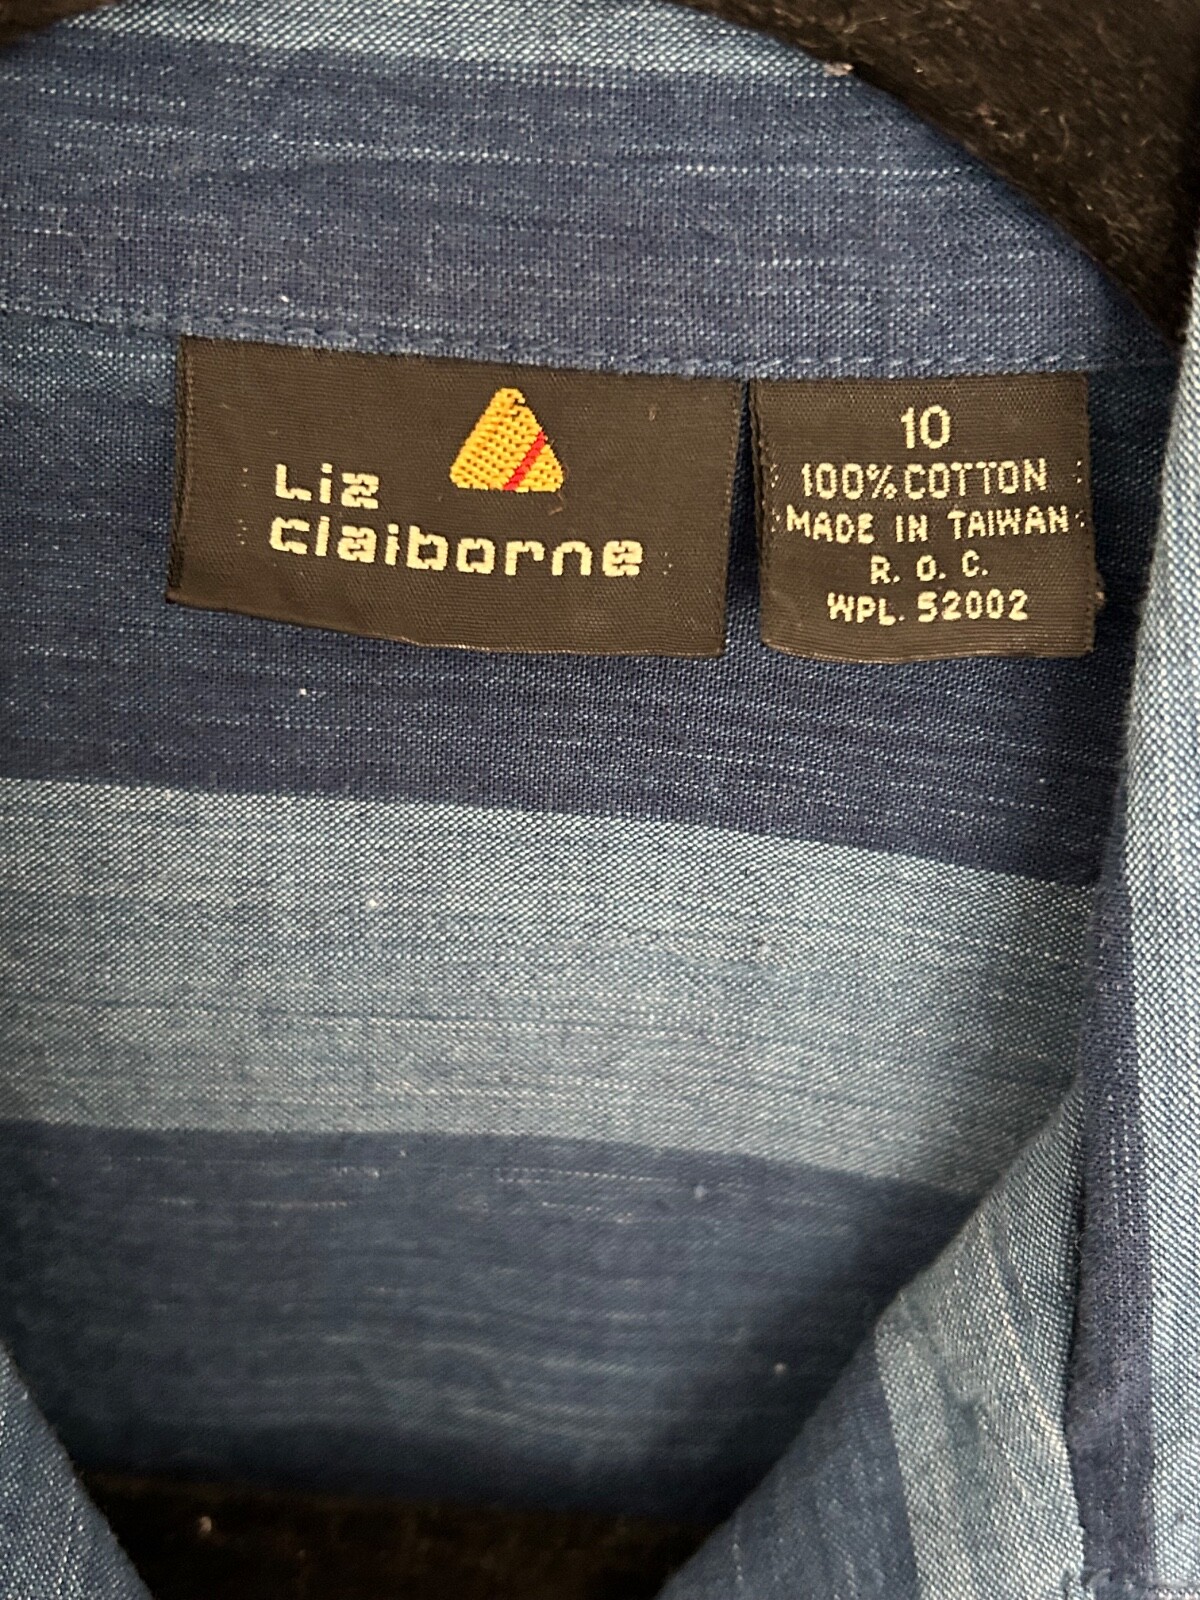 Liz
claiborne
10
100% COTTON
MADE IN TAIWAN
R. O. C.
WPL. 52002